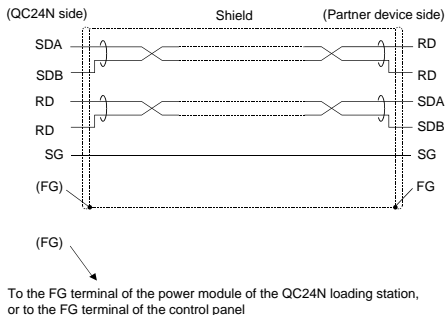 (QC24N side) Shield (Partner device side)
SDA RD
SDB RD
RD SDA
RD SDB
SG SG
(FG) FG
(FG)
To the FG terminal of the power module of the QC24N loading station,
or to the FG terminal of the control panel